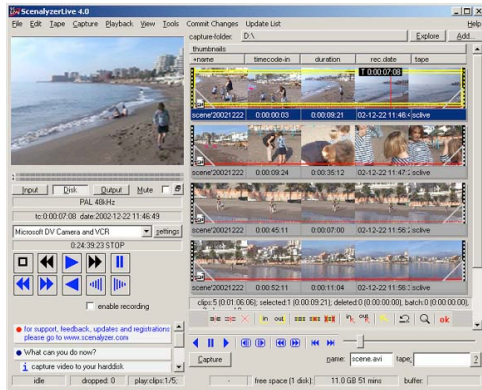 ScenalyzerLive 4.0
File Edit Tape Capture Playback View Tools Commit Changes Update List Help
capture-folder: D:\ Explore Add...
thumbnails
+name timecode-in duration rec.date tape
T 0:00:07:08
scene'20021222 0:00:00:03 0:00:09:21 02-12-22 11:46:4 sclive
scene'20021222 0:00:09:24 0:00:35:12 02-12-22 11:47:2 sclive
scene'20021222 0:00:45:11 0:00:07:00 02-12-22 11:56:2 sclive
scene'20021222 0:00:52:11 0:00:11:04 02-12-22 11:56: sclive
Input Disk Output Mute
PAL 48kHz
tc:0:00:07:08 date:2002-12-22 11:46:49
Microsoft DV Camera and VCR settings
0:24:39:23 STOP
enable recording
clips:5 (0:01:06:06); selected:1 (0:00:09:21); deleted:0 (0:00:00:00), batch:0 (0:00:00:00),
in out ok
for support, feedback, updates and registrations
please go to www.scenalyzer.com
What can you do now?
capture video to your harddisk
Capture name: scene.avi tape:
idle dropped: 0 play:clips:1/5; - free space (1 disk): 11.0 GB 51 mins buffer: